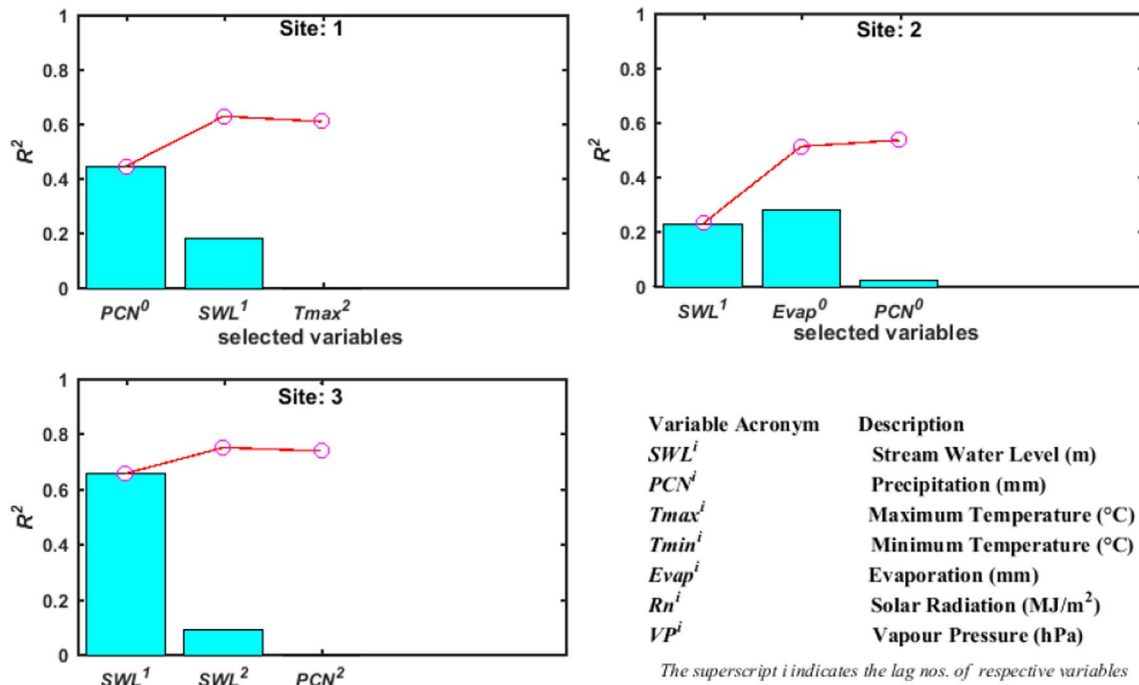 Site: 1
1
0.8
0.6
0.4
0.2
0
R²
PCN⁰ SWL¹ Tmax²
selected variables
Site: 2
1
0.8
0.6
0.4
0.2
0
R²
SWL¹ Evap⁰ PCN⁰
selected variables
Site: 3
1
0.8
0.6
0.4
0.2
0
R²
SWL¹ SWL² PCN²
Variable Acronym Description
SWLⁱ Stream Water Level (m)
PCNⁱ Precipitation (mm)
Tmaxⁱ Maximum Temperature (°C)
Tminⁱ Minimum Temperature (°C)
Evapⁱ Evaporation (mm)
Rnⁱ Solar Radiation (MJ/m²)
VPⁱ Vapour Pressure (hPa)
The superscript i indicates the lag nos. of respective variables